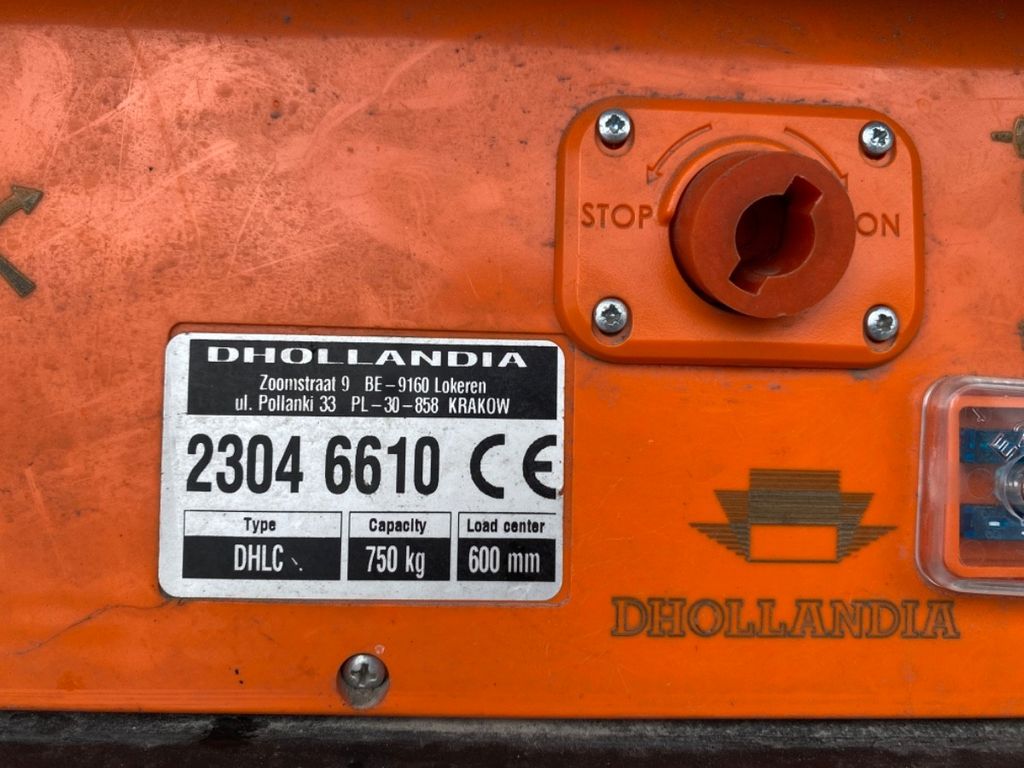 STOP
ON
DHOLLANDIA
Zoomstraat 9 BE–9160 Lokeren
ul. Pollanki 33 PL–30–858 KRAKOW
2304 6610 CE
Type Capacity Load center
DHLC 750 kg 600 mm
DHOLLANDIA